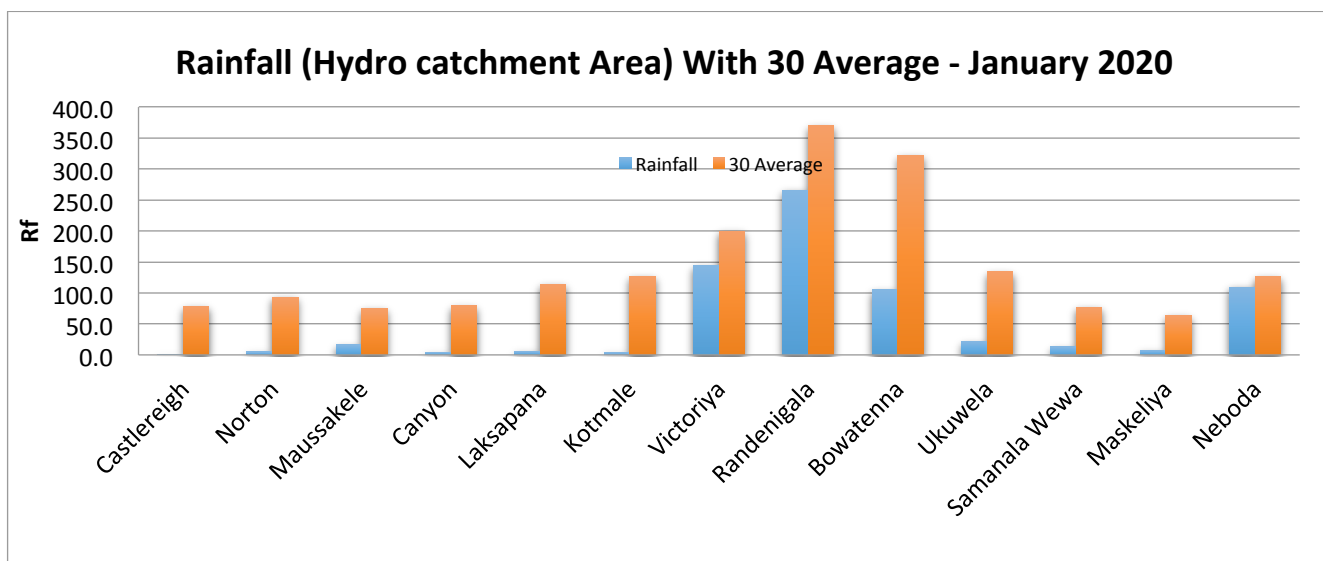 Rainfall (Hydro catchment Area) With 30 Average - January 2020
400.0
350.0
300.0
250.0
200.0
150.0
100.0
50.0
0.0
Rf
Rainfall 30 Average
Castlereigh
Norton
Maussakele
Canyon
Laksapana
Kotmale
Victoriya
Randenigala
Bowatenna
Ukuwela
Samanala Wewa
Maskeliya
Neboda